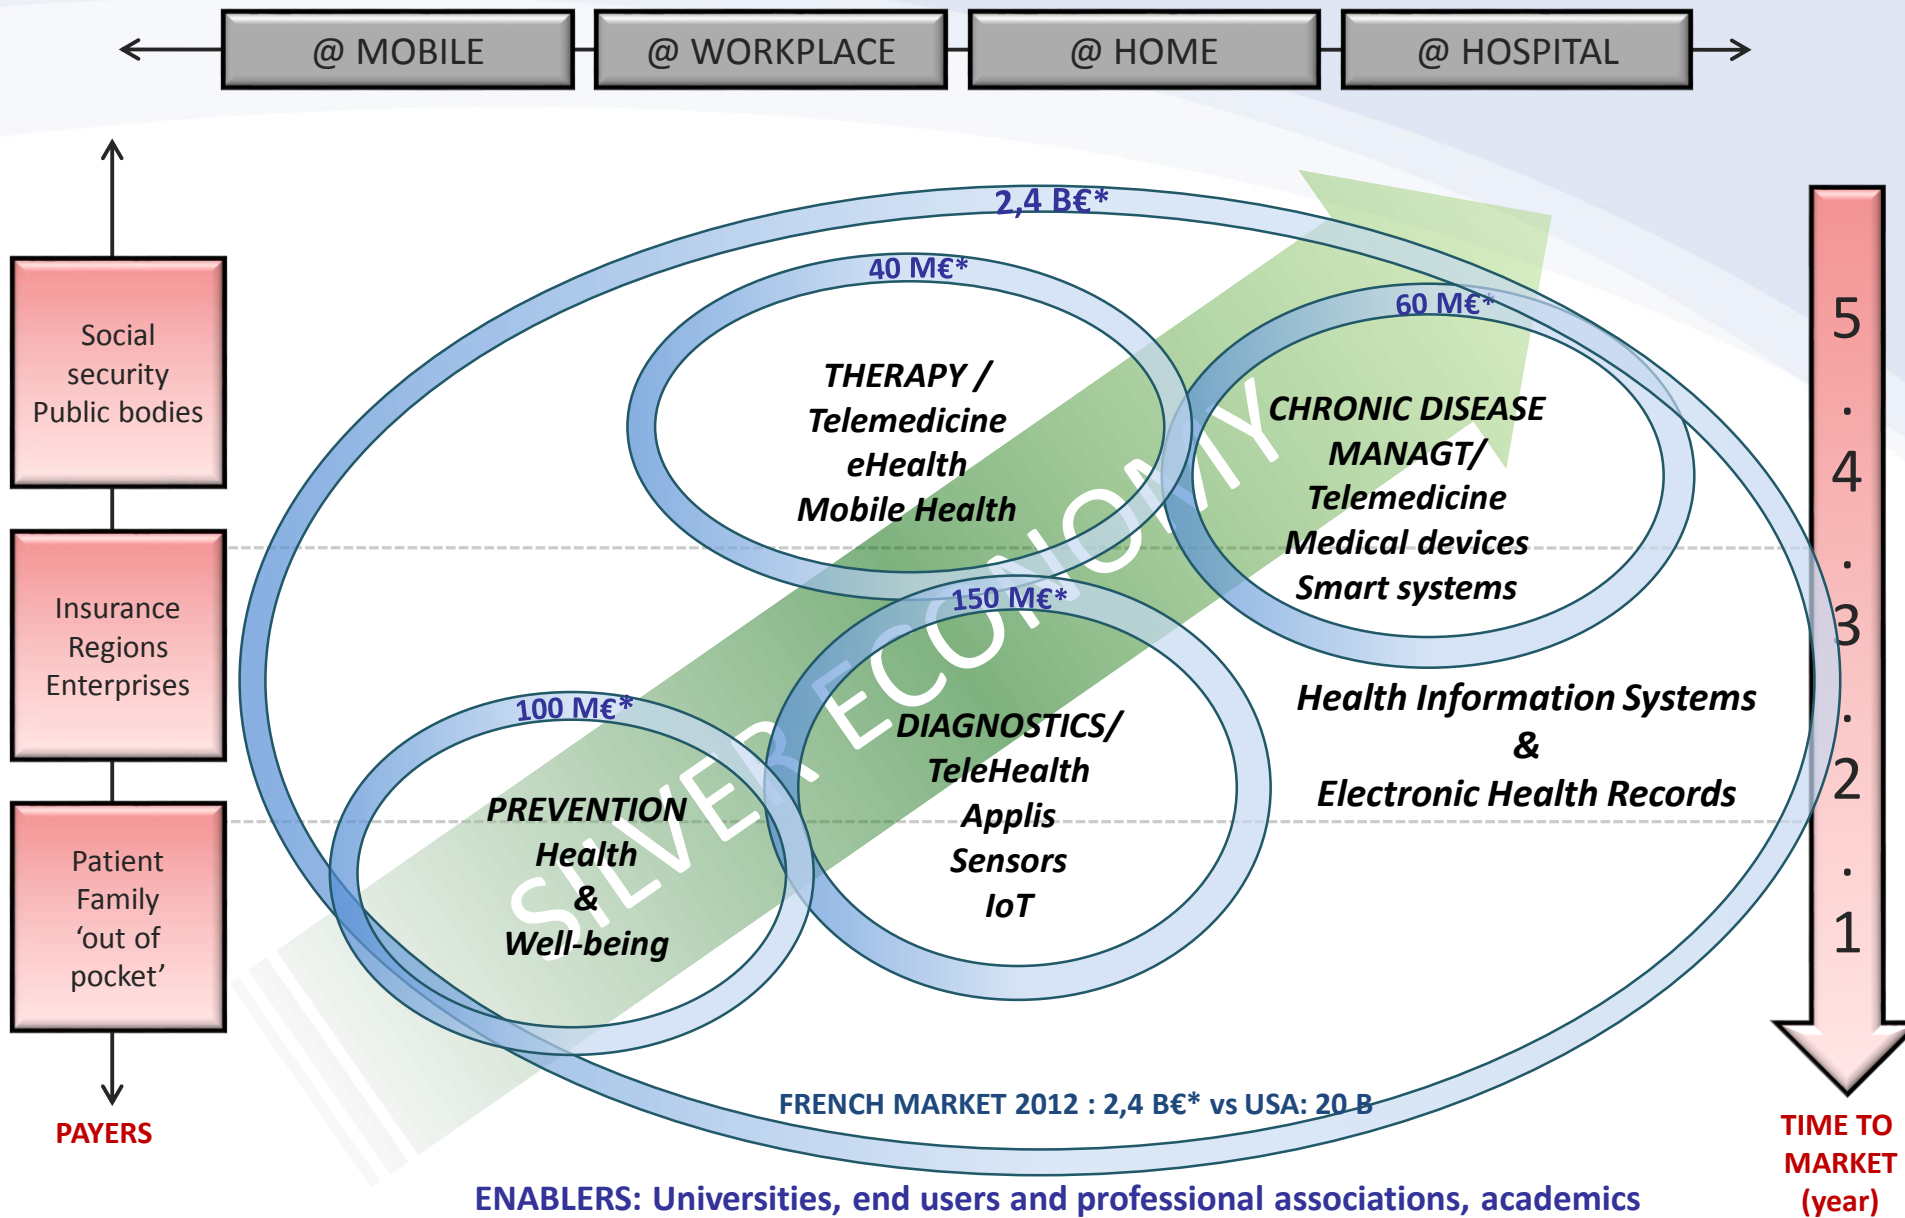 @ MOBILE
@ WORKPLACE
@ HOME
@ HOSPITAL
Social
security
Public bodies
Insurance
Regions
Enterprises
Patient
Family
‘out of
pocket’
PAYERS
2,4 B€*
40 M€*
THERAPY /
Telemedicine
eHealth
Mobile Health
60 M€*
CHRONIC DISEASE
MANAGT/
Telemedicine
Medical devices
Smart systems
150 M€*
DIAGNOSTICS/
TeleHealth
Applis
Sensors
IoT
100 M€*
PREVENTION
Health
&
Well-being
SILVER ECONOMY
Health Information Systems
&
Electronic Health Records
FRENCH MARKET 2012 : 2,4 B€* vs USA: 20 B
5
.
4
.
3
.
2
.
1
TIME TO
MARKET
(year)
ENABLERS: Universities, end users and professional associations, academics